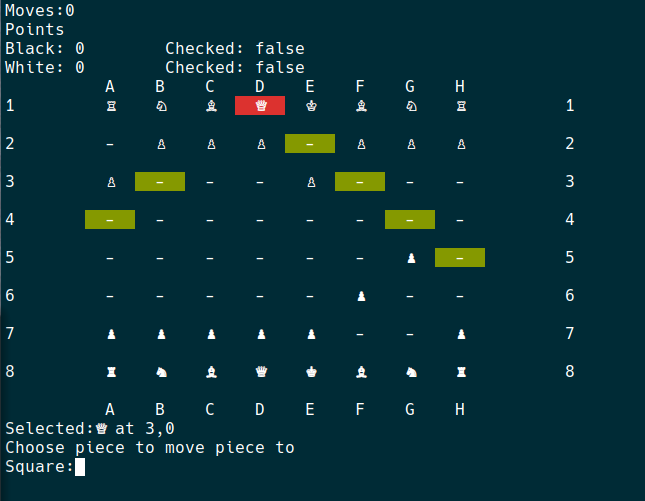 Moves:0
Points
Black: 0 Checked: false
White: 0 Checked: false
A B C D E F G H
1 ♖ ♘ ♗ ♕ ♔ ♗ ♘ ♖ 1
2 – ♙ ♙ ♙ – ♙ ♙ ♙ 2
3 ♙ – – – ♙ – – – 3
4 – – – – – – – – 4
5 – – – – – – ♟ – 5
6 – – – – – ♟ – – 6
7 ♟ ♟ ♟ ♟ ♟ – – ♟ 7
8 ♜ ♞ ♝ ♛ ♚ ♝ ♞ ♜ 8
A B C D E F G H
Selected:♕ at 3,0
Choose piece to move piece to
Square: